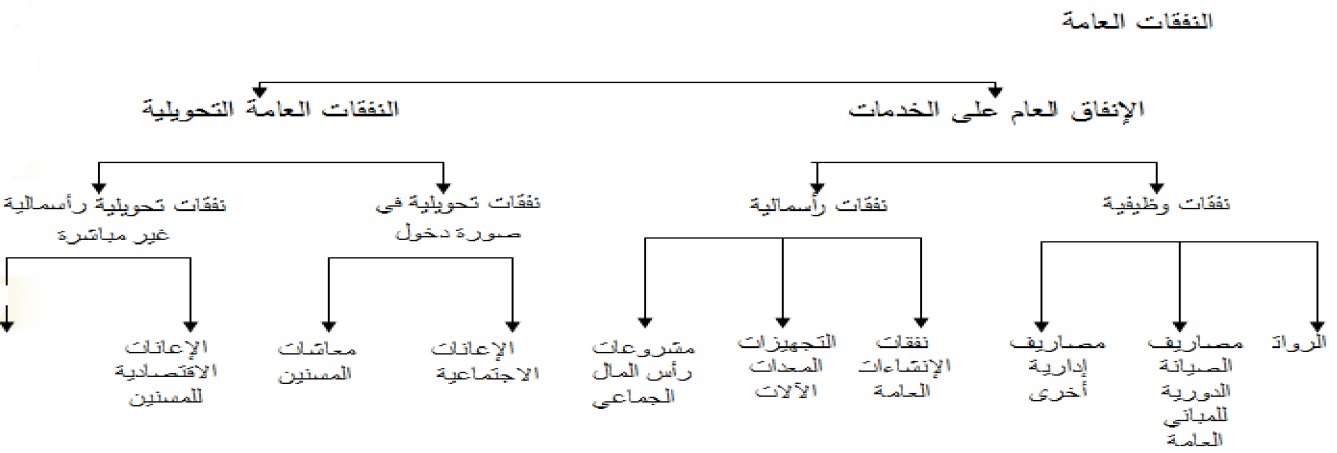 النفقات العامة
الإنفاق العام على الخدمات
النفقات العامة التحويلية
نفقات وظيفية
نفقات رأسمالية
نفقات تحويلية في
صورة دخول
نفقات تحويلية رأسمالية
غير مباشرة
مصاريف
الصيانة
الدورية
للمباني
العامة
مصاريف
إدارية
أخرى
نفقات
الإنشاءات
العامة
التجهيزات
المعدات
الآلات
مشروعات
رأس المال
الجماعي
الإعانات
الاجتماعية
معاشات
المسنين
الإعانات
الاقتصادية
للمسنين